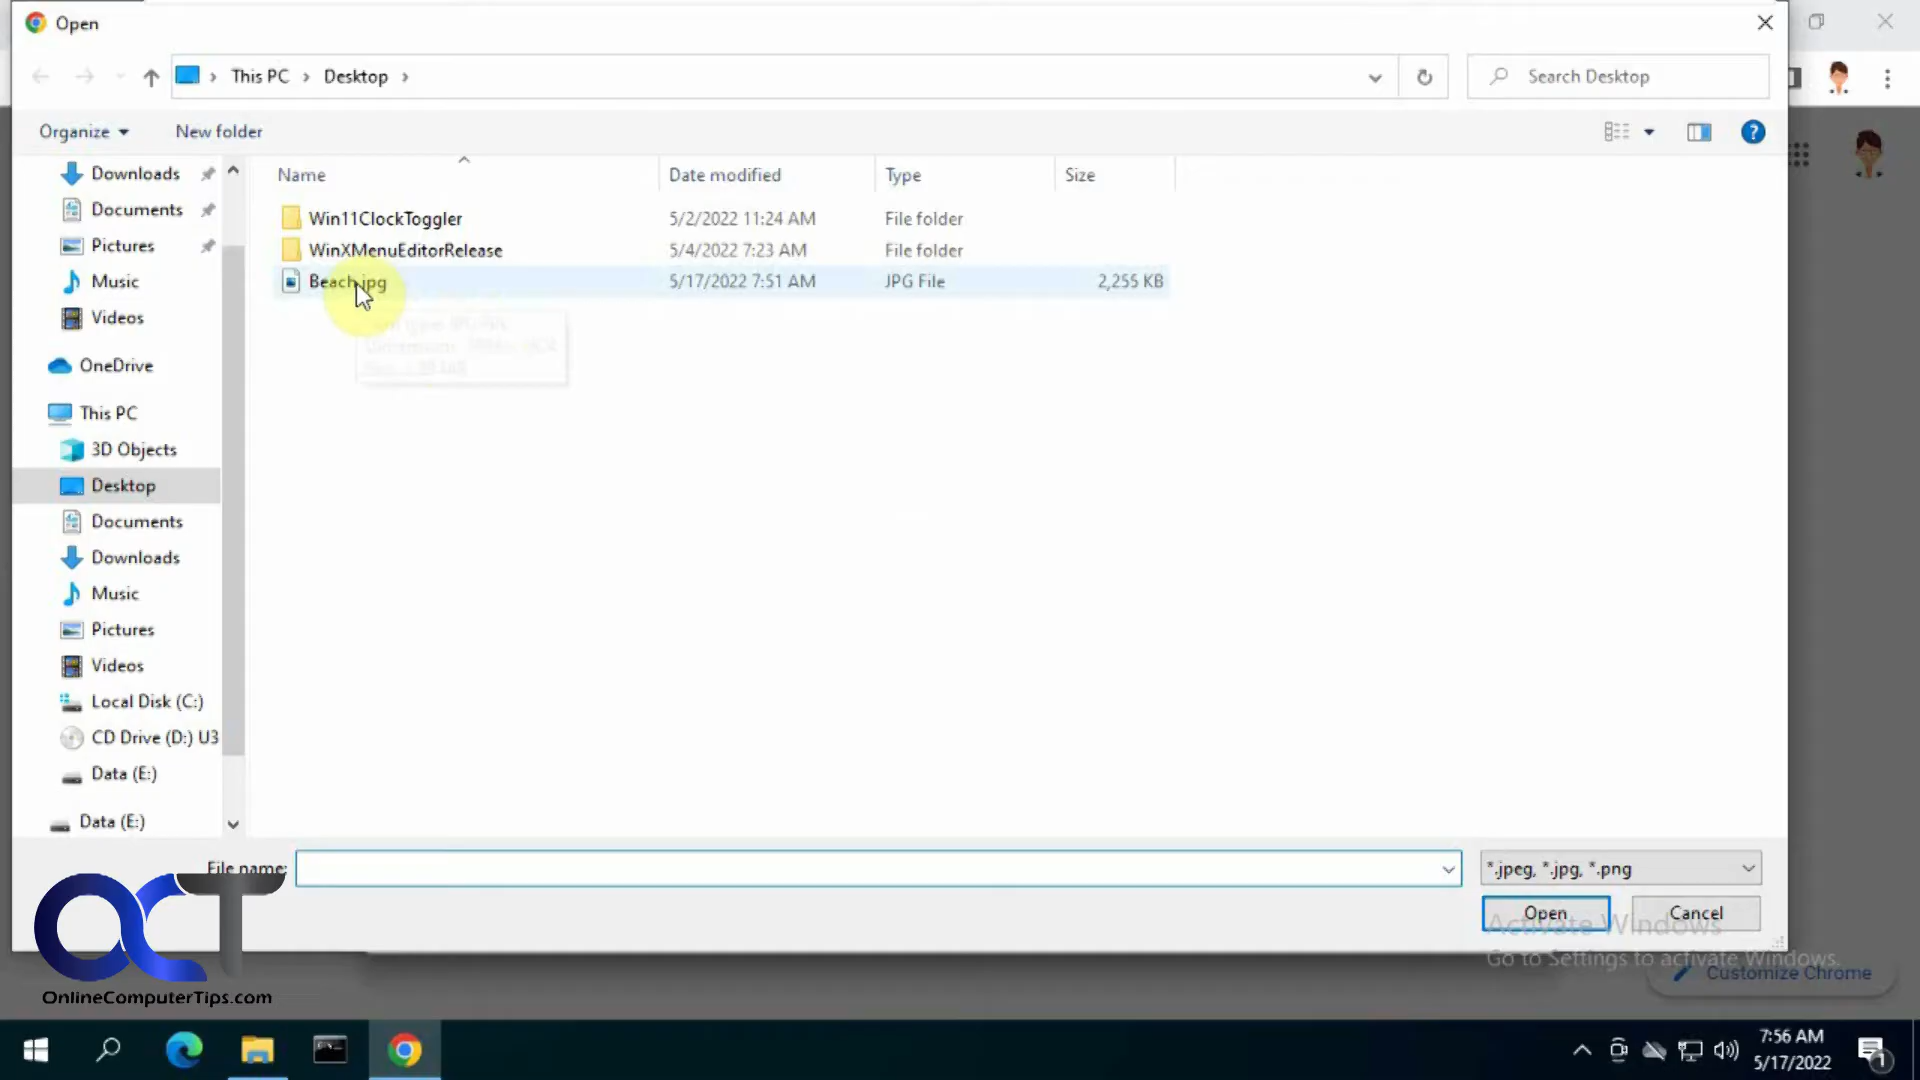 Open
This PC
Desktop
Search Desktop
Organize
New folder
Name
Date modified
Type
Size
Win11ClockToggler
5/2/2022 11:24 AM
File folder
WinXMenuEditorRelease
5/4/2022 7:23 AM
File folder
Beach.jpg
5/17/2022 7:51 AM
JPG File
2,255 KB
Downloads
Documents
Pictures
Music
Videos
OneDrive
This PC
3D Objects
Desktop
Documents
Downloads
Music
Pictures
Videos
Local Disk (C:)
CD Drive (D:) U3
Data (E:)
Data (E:)
File name:
*.jpeg, *.jpg, *.png
Open
Cancel
Activate Windows
Go to Settings to activate Windows.
Customize Chrome
OCT
OnlineComputerTips.com
7:56 AM
5/17/2022
1